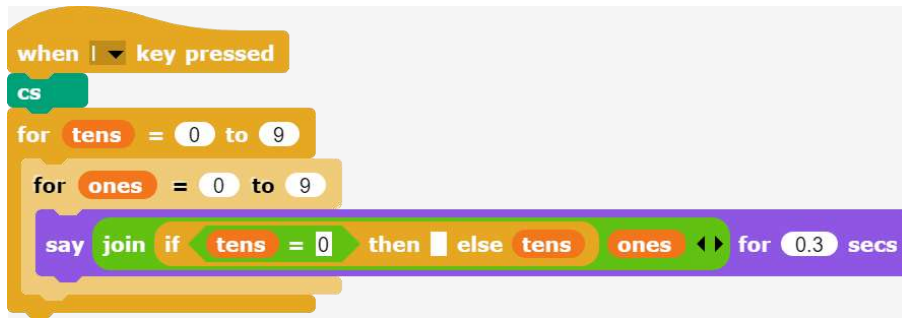 when l key pressed
cs
for tens = 0 to 9
for ones = 0 to 9
say join if tens = 0 then else tens ones for 0.3 secs